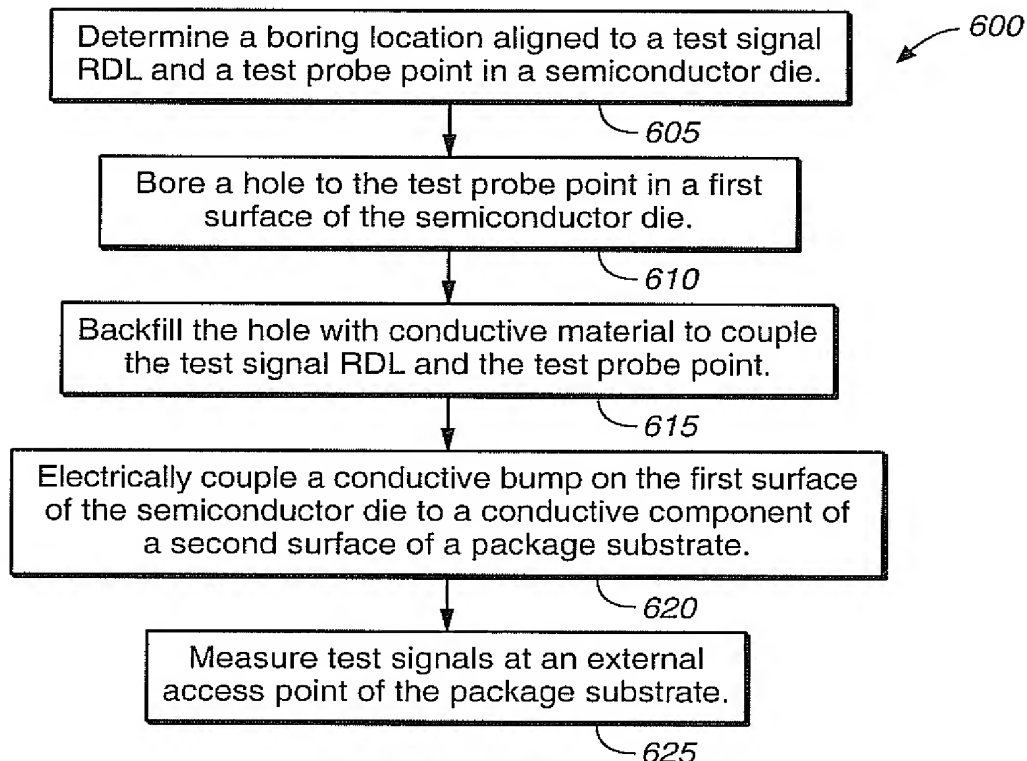 600
Determine a boring location aligned to a test signal
RDL and a test probe point in a semiconductor die.
605
Bore a hole to the test probe point in a first
surface of the semiconductor die.
610
Backfill the hole with conductive material to couple
the test signal RDL and the test probe point.
615
Electrically couple a conductive bump on the first surface
of the semiconductor die to a conductive component of
a second surface of a package substrate.
620
Measure test signals at an external
access point of the package substrate.
625